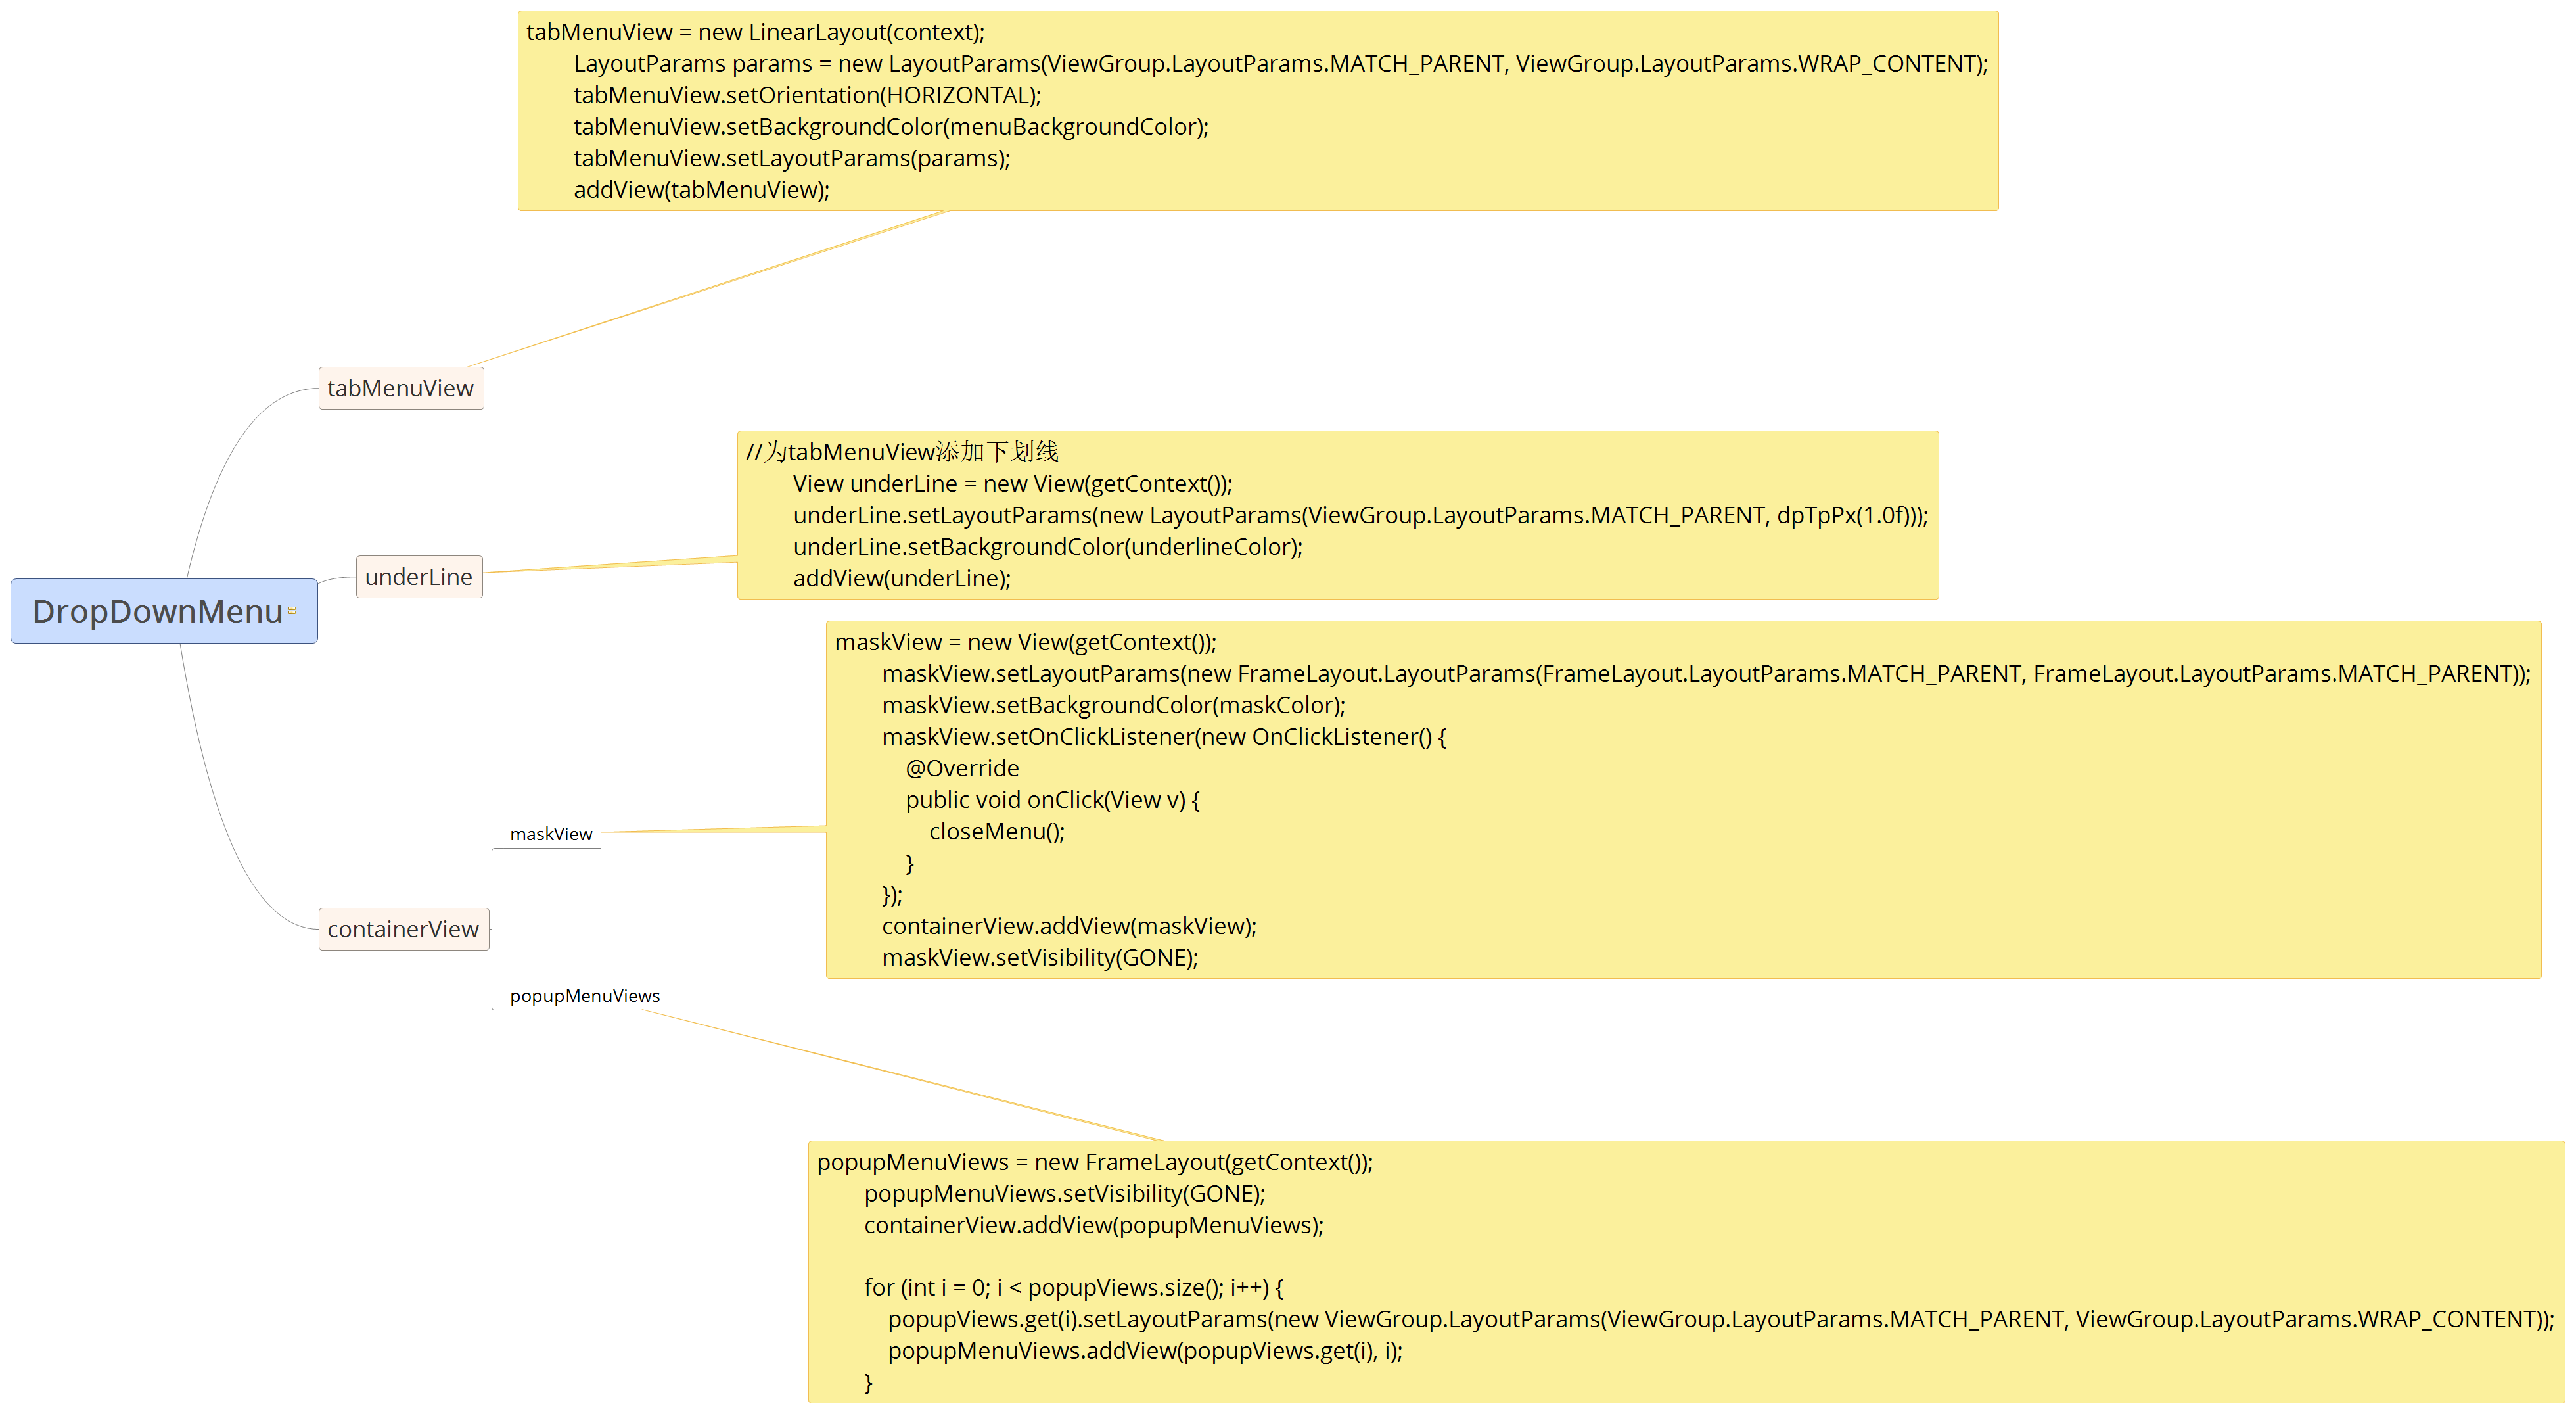 tabMenuView = new LinearLayout(context);
LayoutParams params = new LayoutParams(ViewGroup.LayoutParams.MATCH_PARENT, ViewGroup.LayoutParams.WRAP_CONTENT);
tabMenuView.setOrientation(HORIZONTAL);
tabMenuView.setBackgroundColor(menuBackgroundColor);
tabMenuView.setLayoutParams(params);
addView(tabMenuView);
tabMenuView
//为tabMenuView添加下划线
View underLine = new View(getContext());
underLine.setLayoutParams(new LayoutParams(ViewGroup.LayoutParams.MATCH_PARENT, dpTpPx(1.0f)));
underLine.setBackgroundColor(underlineColor);
addView(underLine);
underLine
DropDownMenu
maskView = new View(getContext());
maskView.setLayoutParams(new FrameLayout.LayoutParams(FrameLayout.LayoutParams.MATCH_PARENT, FrameLayout.LayoutParams.MATCH_PARENT));
maskView.setBackgroundColor(maskColor);
maskView.setOnClickListener(new OnClickListener() {
@Override
public void onClick(View v) {
closeMenu();
}
});
containerView.addView(maskView);
maskView.setVisibility(GONE);
maskView
containerView
popupMenuViews
popupMenuViews = new FrameLayout(getContext());
popupMenuViews.setVisibility(GONE);
containerView.addView(popupMenuViews);
for (int i = 0; i < popupViews.size(); i++) {
popupViews.get(i).setLayoutParams(new ViewGroup.LayoutParams(ViewGroup.LayoutParams.MATCH_PARENT, ViewGroup.LayoutParams.WRAP_CONTENT));
popupMenuViews.addView(popupViews.get(i), i);
}